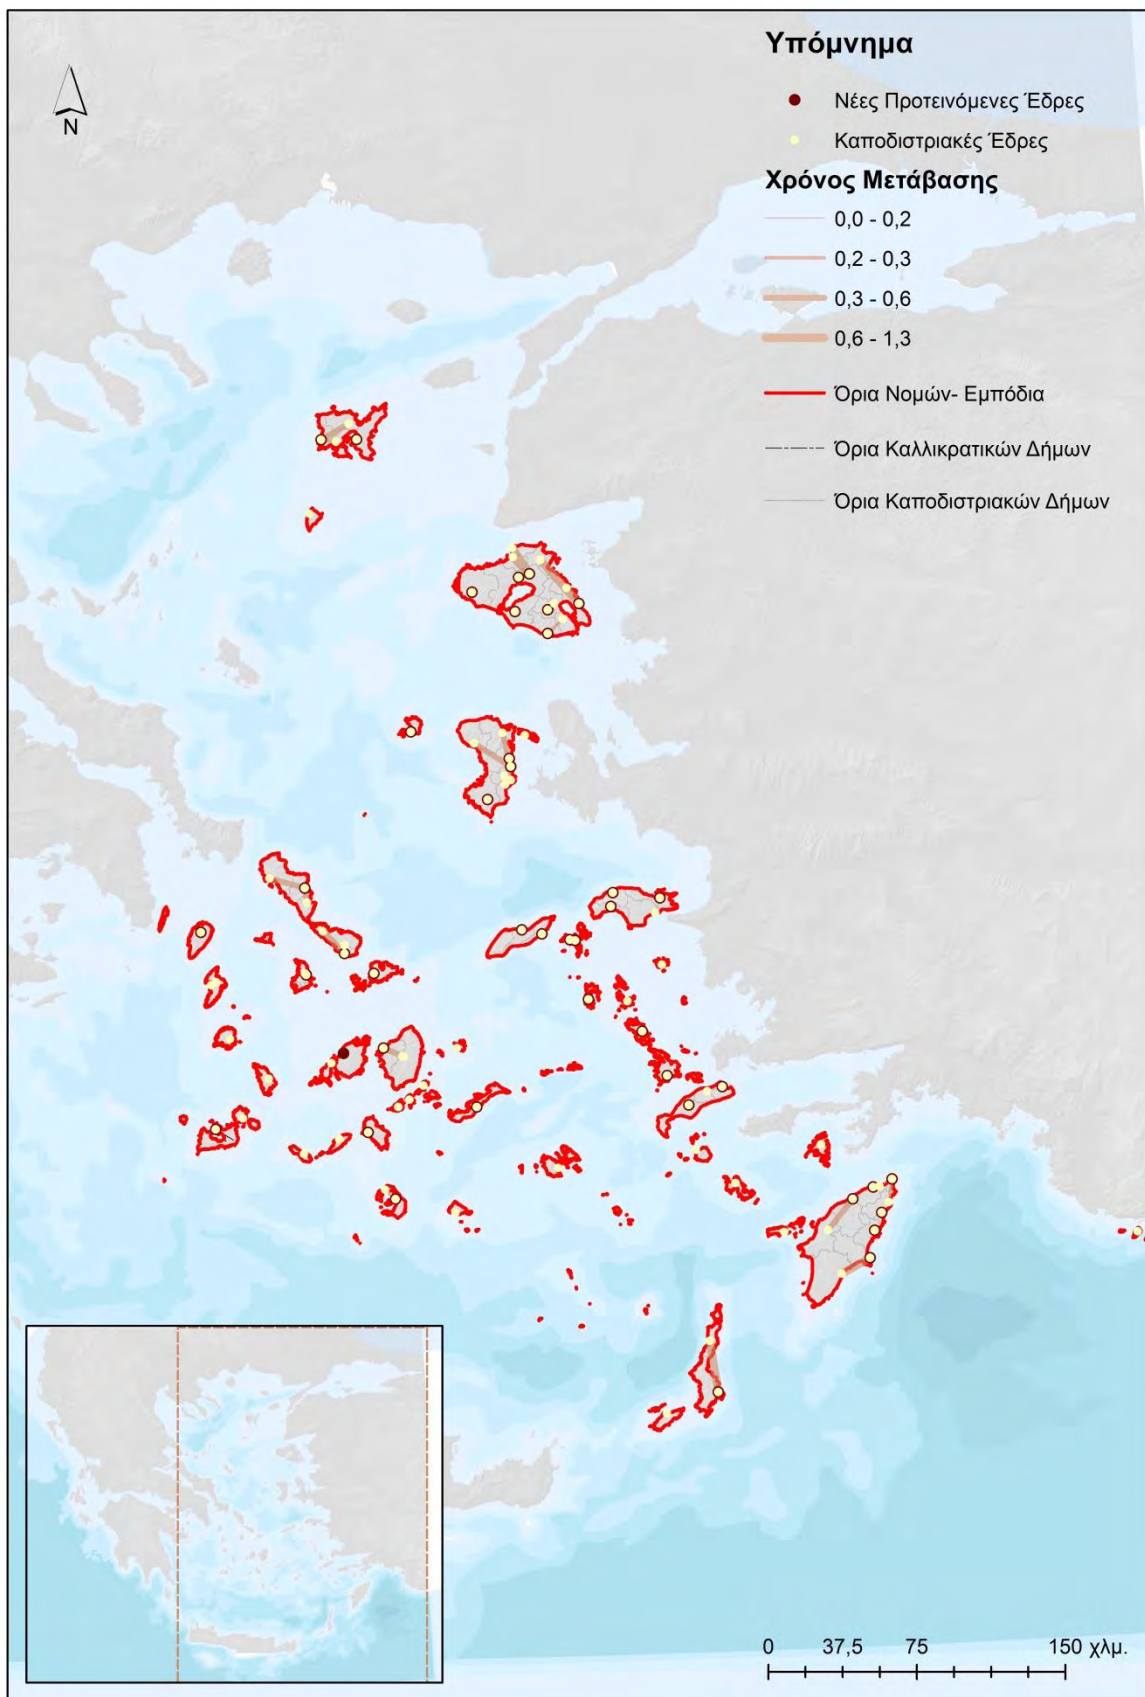 Υπόμνημα
Νέες Προτεινόμενες Έδρες
Καποδιστριακές Έδρες
Χρόνος Μετάβασης
0,0 - 0,2
0,2 - 0,3
0,3 - 0,6
0,6 - 1,3
Όρια Νομών- Εμπόδια
Όρια Καλλικρατικών Δήμων
Όρια Καποδιστριακών Δήμων
N
0 37,5 75 150 χλμ.